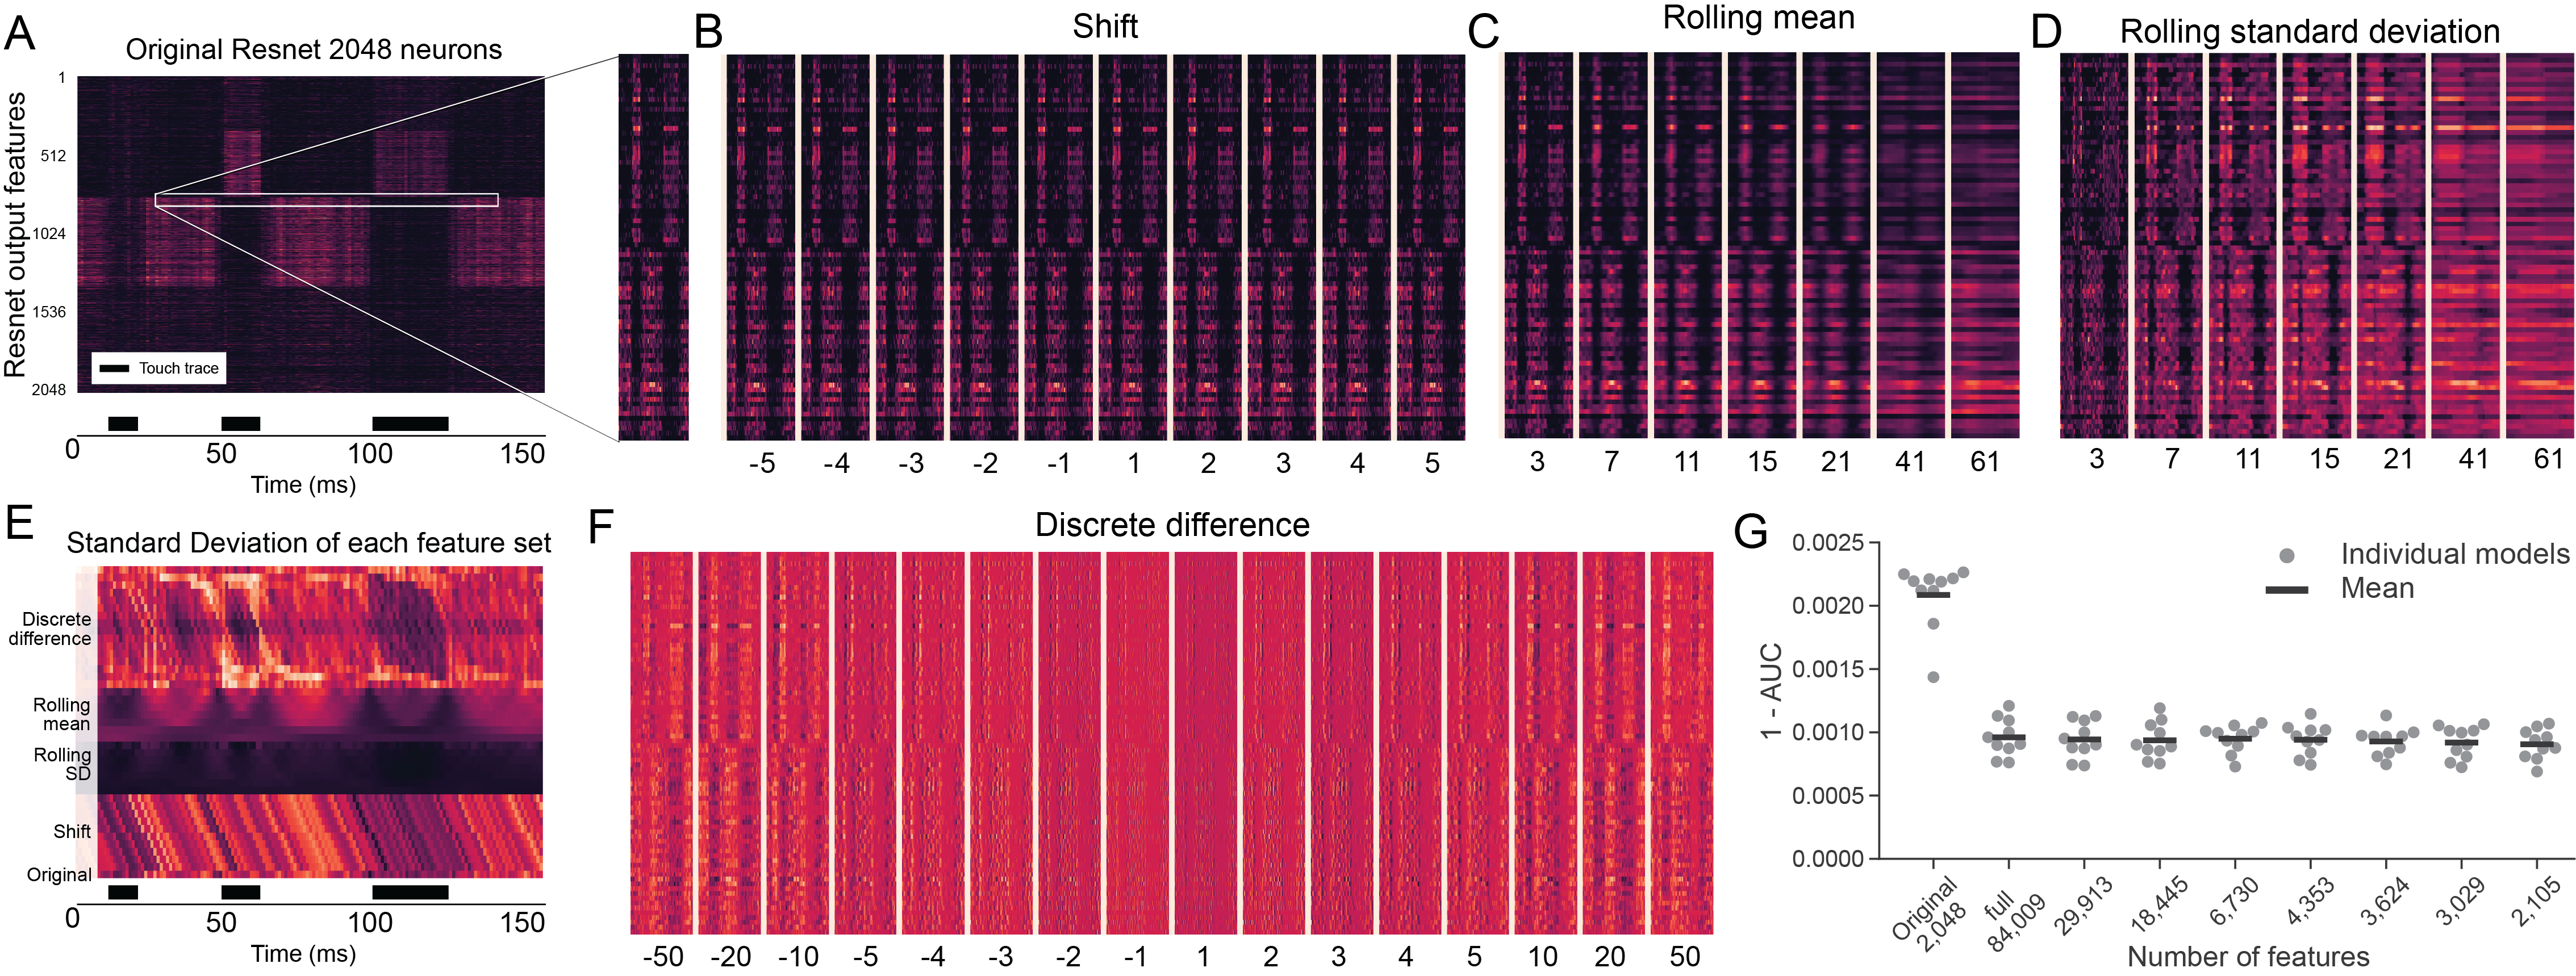 A
Original Resnet 2048 neurons
Resnet output features
1
512
1024
1536
2048
Touch trace
0 50 100 150
Time (ms)
B
Shift
-5 -4 -3 -2 -1 1 2 3 4 5
C
Rolling mean
3 7 11 15 21 41 61
D
Rolling standard deviation
3 7 11 15 21 41 61
E
Standard Deviation of each feature set
Discrete
difference
Rolling
mean
Rolling
SD
Shift
Original
0 50 100 150
Time (ms)
F
Discrete difference
-50 -20 -10 -5 -4 -3 -2 -1 1 2 3 4 5 10 20 50
G
Individual models
Mean
1 - AUC
0.0025
0.0020
0.0015
0.0010
0.0005
0.0000
Original
2,048
full
84,009
29,913
18,445
6,730
4,353
3,624
3,029
2,105
Number of features